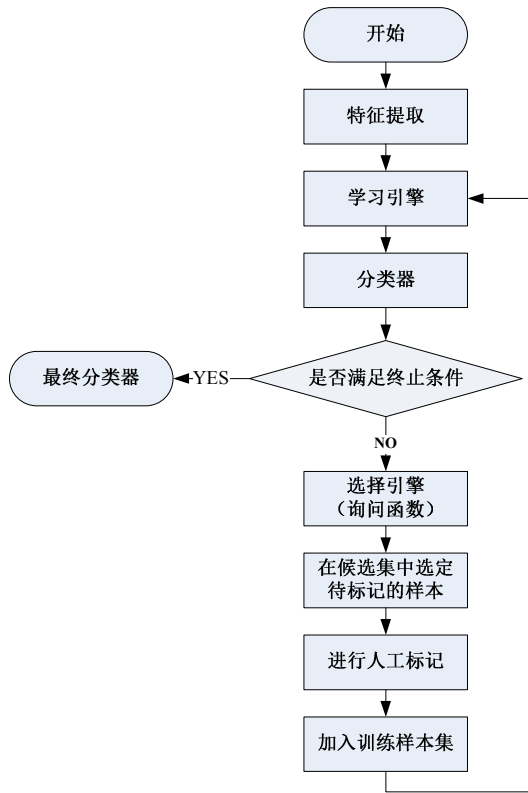 开始
特征提取
学习引擎
分类器
是否满足终止条件
YES
最终分类器
NO
选择引擎
（询问函数）
在候选集中选定
待标记的样本
进行人工标记
加入训练样本集